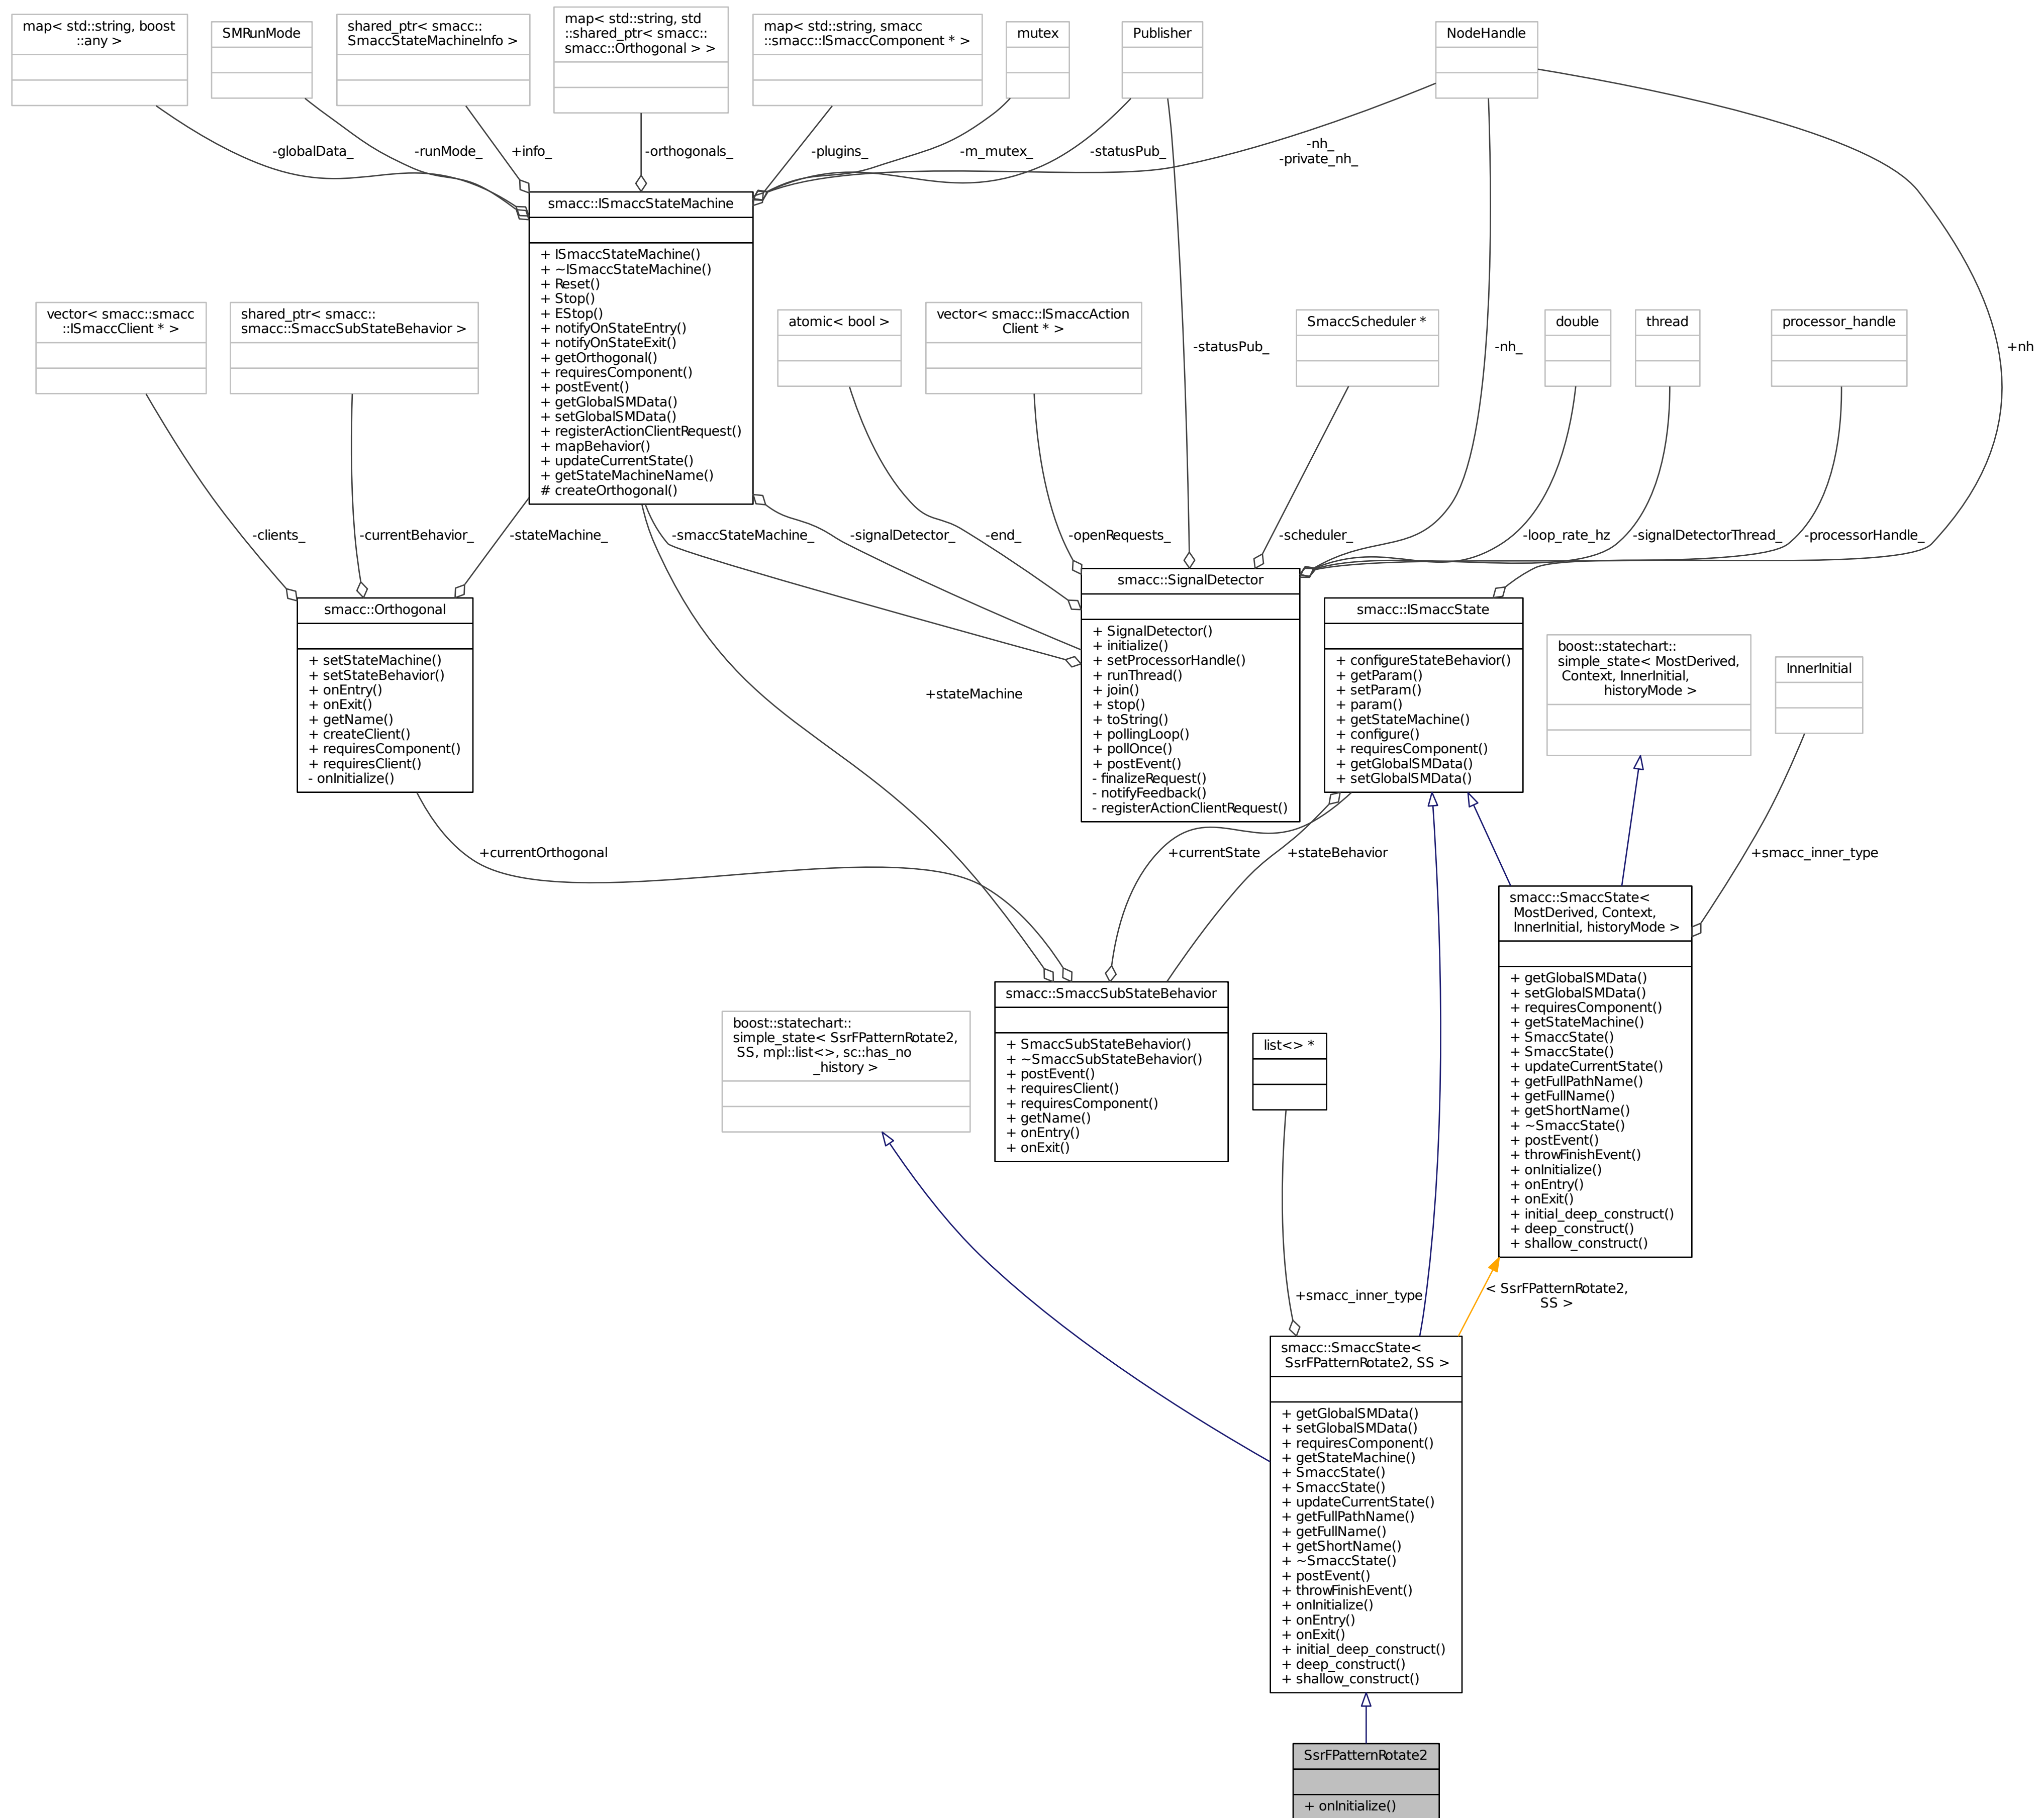 map< std::string, boost
::any >
SMRunMode
shared_ptr< smacc::
SmaccStateMachineInfo >
map< std::string, std
::shared_ptr< smacc::
smacc::Orthogonal > >
map< std::string, smacc
::smacc::ISmaccComponent * >
mutex
Publisher
NodeHandle
-globalData_
-runMode_
+info_
-orthogonals_
-plugins_
-m_mutex_
-statusPub_
-nh_
-private_nh_
smacc::ISmaccStateMachine
+ ISmaccStateMachine()
+ ~ISmaccStateMachine()
+ Reset()
+ Stop()
+ EStop()
+ notifyOnStateEntry()
+ notifyOnStateExit()
+ getOrthogonal()
+ requiresComponent()
+ postEvent()
+ getGlobalSMData()
+ setGlobalSMData()
+ registerActionClientRequest()
+ mapBehavior()
+ updateCurrentState()
+ getStateMachineName()
# createOrthogonal()
vector< smacc::smacc
::ISmaccClient * >
shared_ptr< smacc::
smacc::SmaccSubStateBehavior >
atomic< bool >
vector< smacc::ISmaccAction
Client * >
SmaccScheduler *
double
thread
processor_handle
-statusPub_
-nh_
+nh
-clients_
-currentBehavior_
-stateMachine_
-smaccStateMachine_
-signalDetector_
-end_
-openRequests_
-scheduler_
-loop_rate_hz
-signalDetectorThread_
-processorHandle_
smacc::Orthogonal
+ setStateMachine()
+ setStateBehavior()
+ onEntry()
+ onExit()
+ getName()
+ createClient()
+ requiresComponent()
+ requiresClient()
- onInitialize()
smacc::SignalDetector
+ SignalDetector()
+ initialize()
+ setProcessorHandle()
+ runThread()
+ join()
+ stop()
+ toString()
+ pollingLoop()
+ pollOnce()
+ postEvent()
- finalizeRequest()
- notifyFeedback()
- registerActionClientRequest()
smacc::ISmaccState
+ configureStateBehavior()
+ getParam()
+ setParam()
+ param()
+ getStateMachine()
+ configure()
+ requiresComponent()
+ getGlobalSMData()
+ setGlobalSMData()
boost::statechart::
simple_state< MostDerived,
Context, InnerInitial,
historyMode >
InnerInitial
+stateMachine
+currentOrthogonal
+currentState
+stateBehavior
+smacc_inner_type
smacc::SmaccState<
MostDerived, Context,
InnerInitial, historyMode >
+ getGlobalSMData()
+ setGlobalSMData()
+ requiresComponent()
+ getStateMachine()
+ SmaccState()
+ SmaccState()
+ updateCurrentState()
+ getFullPathName()
+ getFullName()
+ getShortName()
+ ~SmaccState()
+ postEvent()
+ throwFinishEvent()
+ onInitialize()
+ onEntry()
+ onExit()
+ initial_deep_construct()
+ deep_construct()
+ shallow_construct()
boost::statechart::
simple_state< SsrFPatternRotate2,
SS, mpl::list<>, sc::has_no
_history >
smacc::SmaccSubStateBehavior
+ SmaccSubStateBehavior()
+ ~SmaccSubStateBehavior()
+ postEvent()
+ requiresClient()
+ requiresComponent()
+ getName()
+ onEntry()
+ onExit()
list<> *
+smacc_inner_type
< SsrFPatternRotate2,
SS >
smacc::SmaccState<
SsrFPatternRotate2, SS >
+ getGlobalSMData()
+ setGlobalSMData()
+ requiresComponent()
+ getStateMachine()
+ SmaccState()
+ SmaccState()
+ updateCurrentState()
+ getFullPathName()
+ getFullName()
+ getShortName()
+ ~SmaccState()
+ postEvent()
+ throwFinishEvent()
+ onInitialize()
+ onEntry()
+ onExit()
+ initial_deep_construct()
+ deep_construct()
+ shallow_construct()
SsrFPatternRotate2
+ onInitialize()